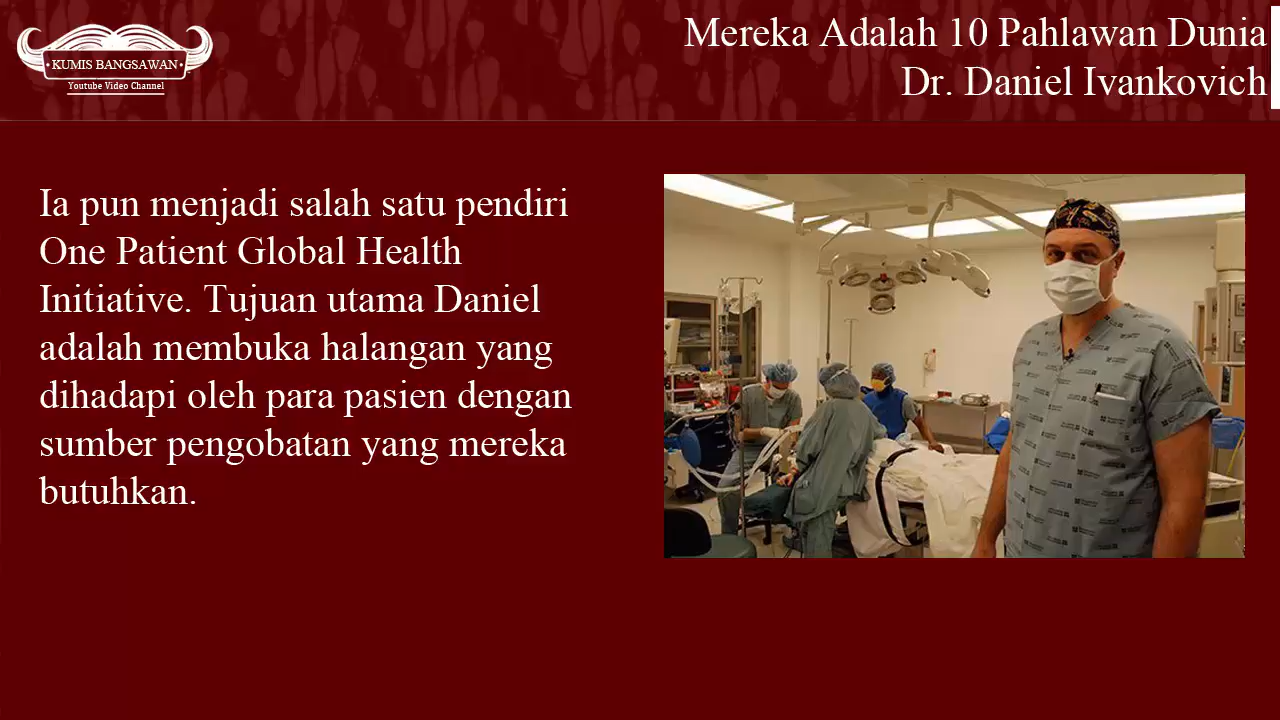 KUMIS BANGSAWAN
Youtube Video Channel
Mereka Adalah 10 Pahlawan Dunia
Dr. Daniel Ivankovich
Ia pun menjadi salah satu pendiri
One Patient Global Health
Initiative. Tujuan utama Daniel
adalah membuka halangan yang
dihadapi oleh para pasien dengan
sumber pengobatan yang mereka
butuhkan.